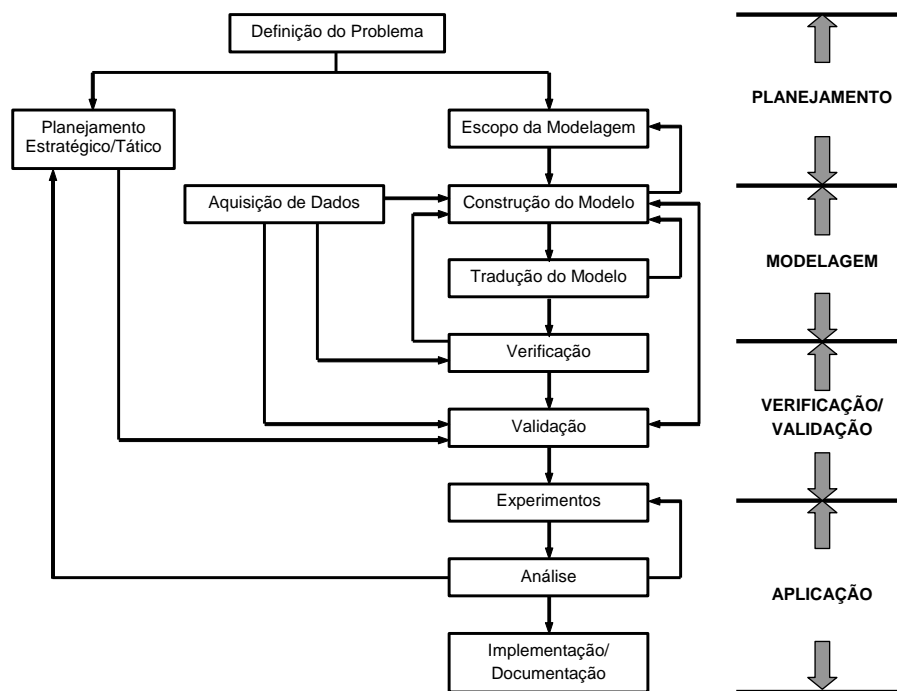 Definição do Problema
Planejamento
Estratégico/Tático
Escopo da Modelagem
Aquisição de Dados
Construção do Modelo
Tradução do Modelo
Verificação
Validação
Experimentos
Análise
Implementação/
Documentação
PLANEJAMENTO
MODELAGEM
VERIFICAÇÃO/
VALIDAÇÃO
APLICAÇÃO